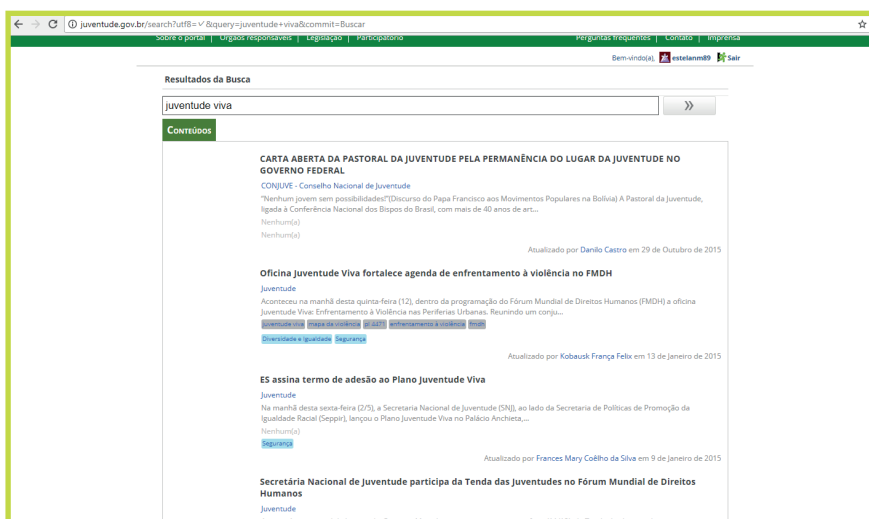 juventude.gov.br/search?utf8=✓&query=juventude+viva&commit=Buscar
Sobre o portal | Órgãos responsáveis | Legislação | Participatório Perguntas frequentes | Contato | Imprensa
Bem-vindo(a), estelanm89 Sair
Resultados da Busca
juventude viva »
Conteúdos
CARTA ABERTA DA PASTORAL DA JUVENTUDE PELA PERMANÊNCIA DO LUGAR DA JUVENTUDE NO
GOVERNO FEDERAL
CONJUVE - Conselho Nacional de Juventude
"Nenhum jovem sem possibilidades!"(Discurso do Papa Francisco aos Movimentos Populares na Bolívia) A Pastoral da Juventude,
ligada à Conferência Nacional dos Bispos do Brasil, com mais de 40 anos de art...
Nenhum(a)
Nenhum(a)
Atualizado por Danilo Castro em 29 de Outubro de 2015
Oficina Juventude Viva fortalece agenda de enfrentamento à violência no FMDH
Juventude
Aconteceu na manhã desta quinta-feira (12), dentro da programação do Fórum Mundial de Direitos Humanos (FMDH) a oficina
Juventude Viva: Enfrentamento à Violência nas Periferias Urbanas. Reunindo um conju...
juventude viva mapa da violência pl 4471 enfrentamento à violência fmdh
Diversidade e Igualdade Segurança
Atualizado por Kobausk França Felix em 13 de Janeiro de 2015
ES assina termo de adesão ao Plano Juventude Viva
Juventude
Na manhã desta sexta-feira (2/5), a Secretaria Nacional de Juventude (SNJ), ao lado da Secretaria de Políticas de Promoção da
Igualdade Racial (Seppir), lançou o Plano Juventude Viva no Palácio Anchieta,...
Nenhum(a)
Segurança
Atualizado por Frances Mary Coêlho da Silva em 9 de Janeiro de 2015
Secretária Nacional de Juventude participa da Tenda das Juventudes no Fórum Mundial de Direitos
Humanos
Juventude